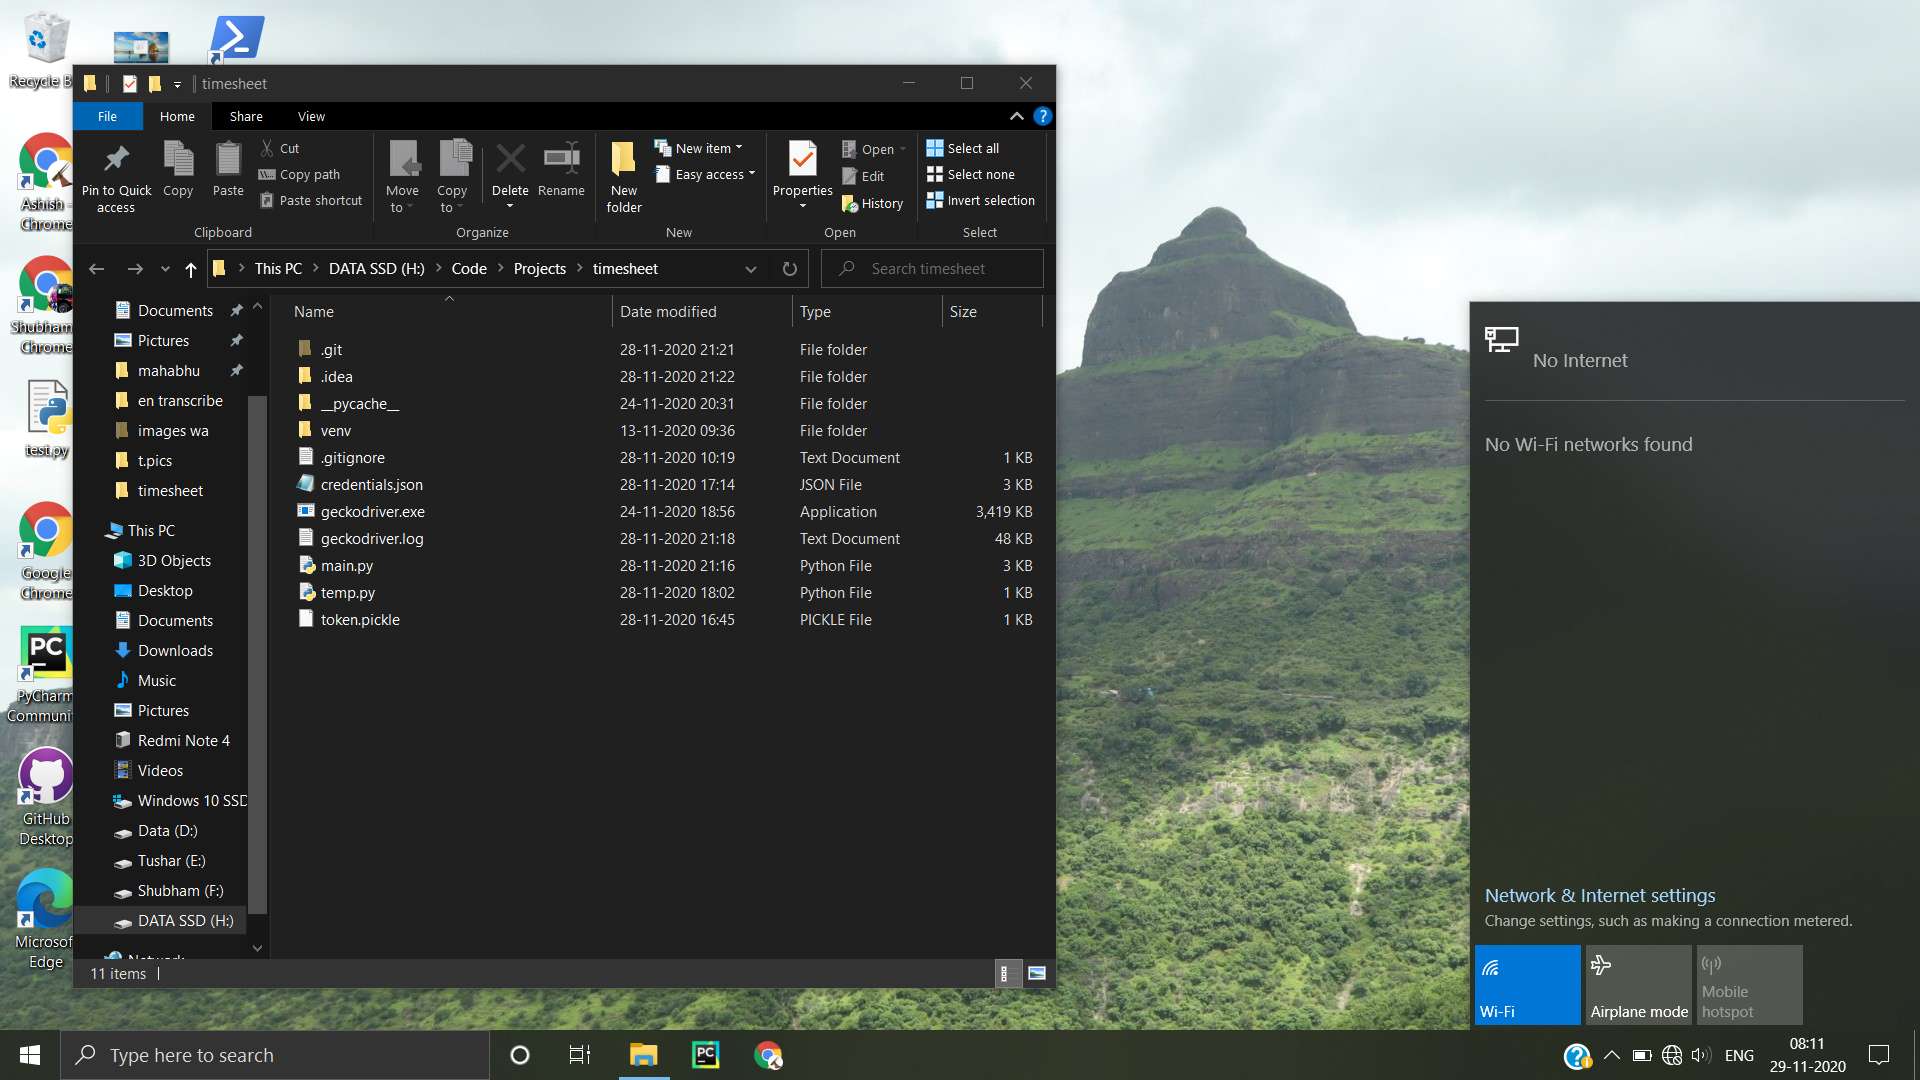 Recycle B
timesheet
File
Home
Share
View
Pin to Quick access
Copy
Paste
Cut
Copy path
Paste shortcut
Clipboard
Move to
Copy to
Delete
Rename
Organize
New folder
New item
Easy access
New
Properties
Open
Edit
History
Open
Select all
Select none
Invert selection
Select
This PC > DATA SSD (H:) > Code > Projects > timesheet
Search timesheet
Ashish -
Chrome
Shubham
Chrome
test.py
Google
Chrome
PC
PyCharm
Communi
GitHub
Desktop
Microsof
Edge
Documents
Pictures
mahabhu
en transcribe
images wa
t.pics
timesheet
This PC
3D Objects
Desktop
Documents
Downloads
Music
Pictures
Redmi Note 4
Videos
Windows 10 SSD
Data (D:)
Tushar (E:)
Shubham (F:)
DATA SSD (H:)
Network
Name Date modified Type Size
.git 28-11-2020 21:21 File folder
.idea 28-11-2020 21:22 File folder
__pycache__ 24-11-2020 20:31 File folder
venv 13-11-2020 09:36 File folder
.gitignore 28-11-2020 10:19 Text Document 1 KB
credentials.json 28-11-2020 17:14 JSON File 3 KB
geckodriver.exe 24-11-2020 18:56 Application 3,419 KB
geckodriver.log 28-11-2020 21:18 Text Document 48 KB
main.py 28-11-2020 21:16 Python File 3 KB
temp.py 28-11-2020 18:02 Python File 1 KB
token.pickle 28-11-2020 16:45 PICKLE File 1 KB
11 items
No Internet
No Wi-Fi networks found
Network & Internet settings
Change settings, such as making a connection metered.
Wi-Fi
Airplane mode
Mobile hotspot
Type here to search
PC
ENG
08:11
29-11-2020